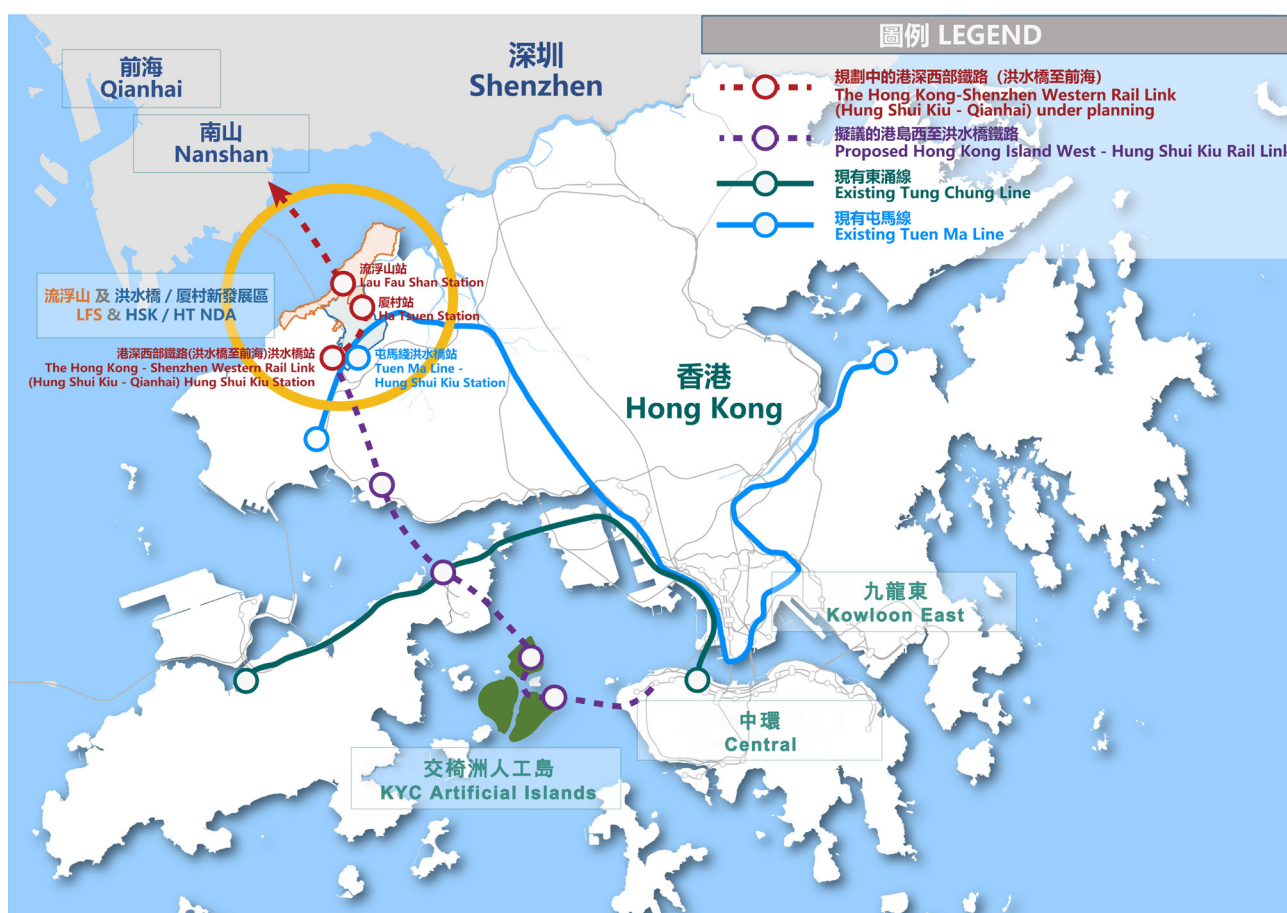 圖例 LEGEND
規劃中的港深西部鐵路（洪水橋至前海）
The Hong Kong-Shenzhen Western Rail Link
(Hung Shui Kiu - Qianhai) under planning
擬議的港島西至洪水橋鐵路
Proposed Hong Kong Island West - Hung Shui Kiu Rail Link
現有東涌線
Existing Tung Chung Line
現有屯馬線
Existing Tuen Ma Line
前海
Qianhai
深圳
Shenzhen
南山
Nanshan
流浮山站
Lau Fau Shan Station
厦村站
Ha Tsuen Station
流浮山 及 洪水橋 / 厦村新發展區
LFS & HSK / HT NDA
港深西部鐵路(洪水橋至前海)洪水橋站
The Hong Kong - Shenzhen Western Rail Link
(Hung Shui Kiu - Qianhai) Hung Shui Kiu Station
屯馬綫洪水橋站
Tuen Ma Line -
Hung Shui Kiu Station
香港
Hong Kong
九龍東
Kowloon East
中環
Central
交椅洲人工島
KYC Artificial Islands